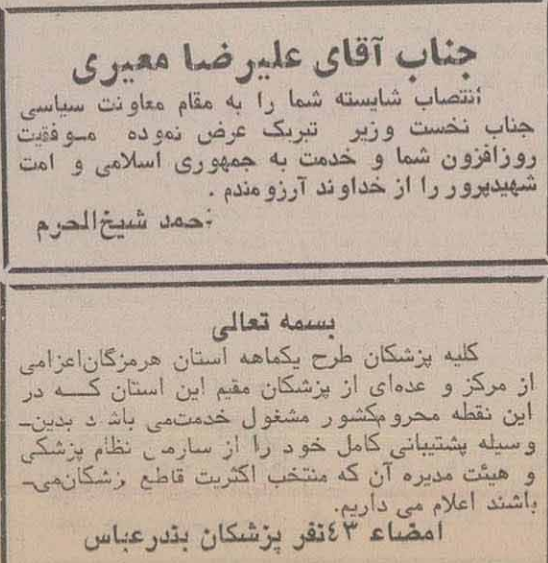 جناب آقای علیرضا معیری
انتصاب شایسته شما را به مقام معاونت سیاسی
جناب نخست وزیر تبریک عرض نموده موفقیت
روزافزون شما و خدمت به جمهوری اسلامی و امت
شهیدپرور را از خداوند آرزومندم .
احمد شیخ‌الحرم
بسمه تعالی
کلیه پزشکان طرح یکماهه استان هرمزگان‌اعزامی
از مرکز و عده‌ای از پزشکان مقیم این استان که در
این نقطه محروم‌کشور مشغول خدمت‌می باشد بدین‌ـ
وسیله پشتیبانی کامل خود را از سازمان نظام پزشکی
و هیئت مدیره آن که منتخب اکثریت قاطع پزشکان‌می‌ـ
باشند اعلام می داریم.
امضاء ۴۳نفر پزشکان بندرعباس